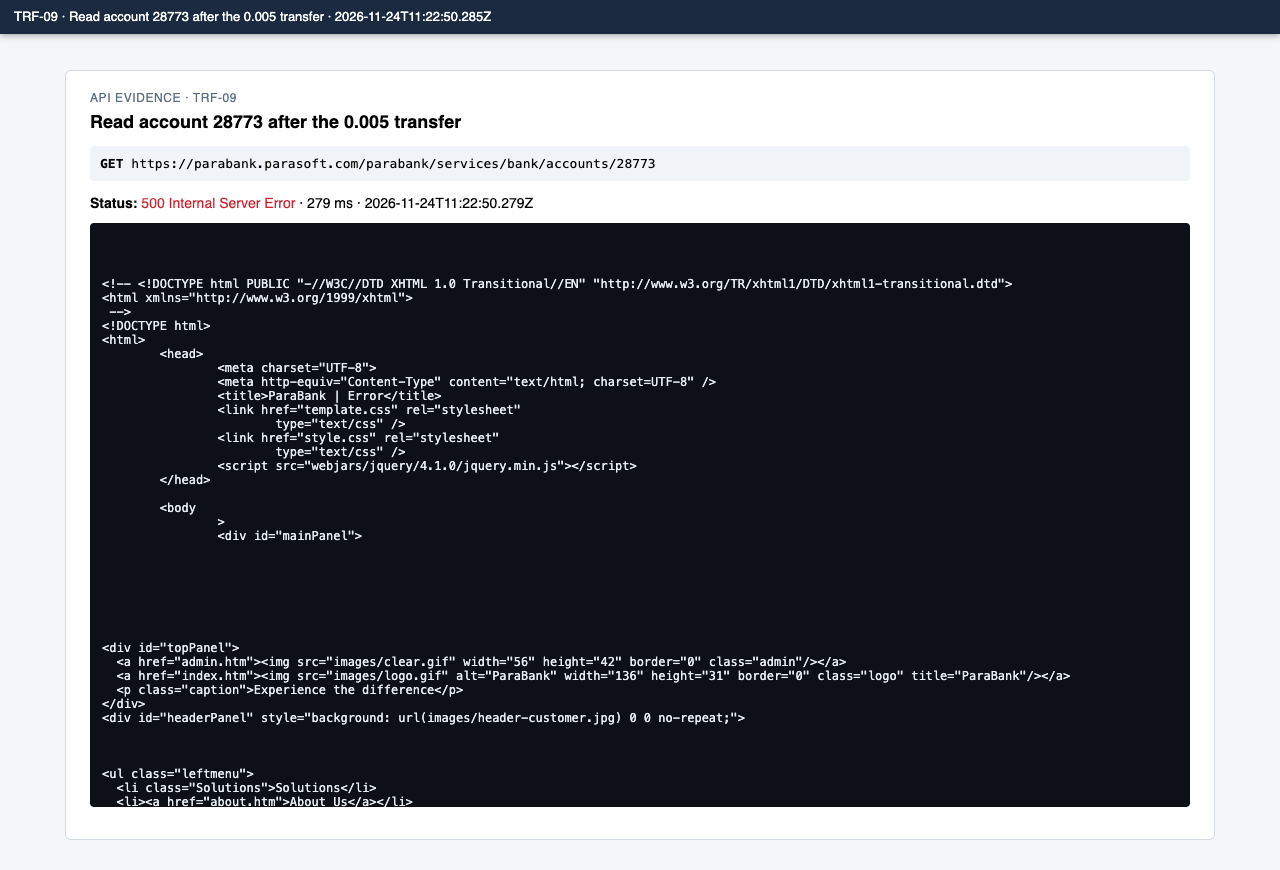 TRF-09 · Read account 28773 after the 0.005 transfer · 2026-11-24T11:22:50.285Z
API EVIDENCE · TRF-09
Read account 28773 after the 0.005 transfer
GET https://parabank.parasoft.com/parabank/services/bank/accounts/28773
Status: 500 Internal Server Error · 279 ms · 2026-11-24T11:22:50.279Z
<!-- <!DOCTYPE html PUBLIC "-//W3C//DTD XHTML 1.0 Transitional//EN" "http://www.w3.org/TR/xhtml1/DTD/xhtml1-transitional.dtd">
<html xmlns="http://www.w3.org/1999/xhtml">
 -->
<!DOCTYPE html>
<html>
        <head>
                <meta charset="UTF-8">
                <meta http-equiv="Content-Type" content="text/html; charset=UTF-8" />
                <title>ParaBank | Error</title>
                <link href="template.css" rel="stylesheet"
                        type="text/css" />
                <link href="style.css" rel="stylesheet"
                        type="text/css" />
                <script src="webjars/jquery/4.1.0/jquery.min.js"></script>
        </head>
        <body
                >
                <div id="mainPanel">
<div id="topPanel">
  <a href="admin.htm"><img src="images/clear.gif" width="56" height="42" border="0" class="admin"/></a>
  <a href="index.htm"><img src="images/logo.gif" alt="ParaBank" width="136" height="31" border="0" class="logo" title="ParaBank"/></a>
  <p class="caption">Experience the difference</p>
</div>
<div id="headerPanel" style="background: url(images/header-customer.jpg) 0 0 no-repeat;">
<ul class="leftmenu">
  <li class="Solutions">Solutions</li>
  <li><a href="about.htm">About Us</a></li>